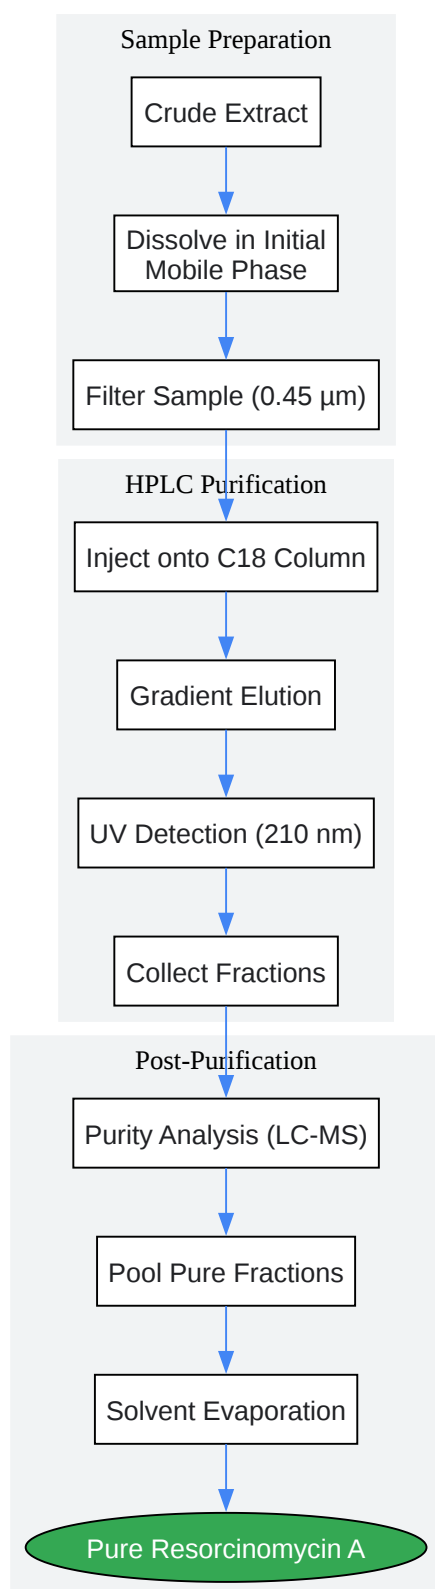 Sample Preparation
Crude Extract
Dissolve in Initial
Mobile Phase
Filter Sample (0.45 µm)
HPLC Purification
Inject onto C18 Column
Gradient Elution
UV Detection (210 nm)
Collect Fractions
Post-Purification
Purity Analysis (LC-MS)
Pool Pure Fractions
Solvent Evaporation
Pure Resorcinomycin A